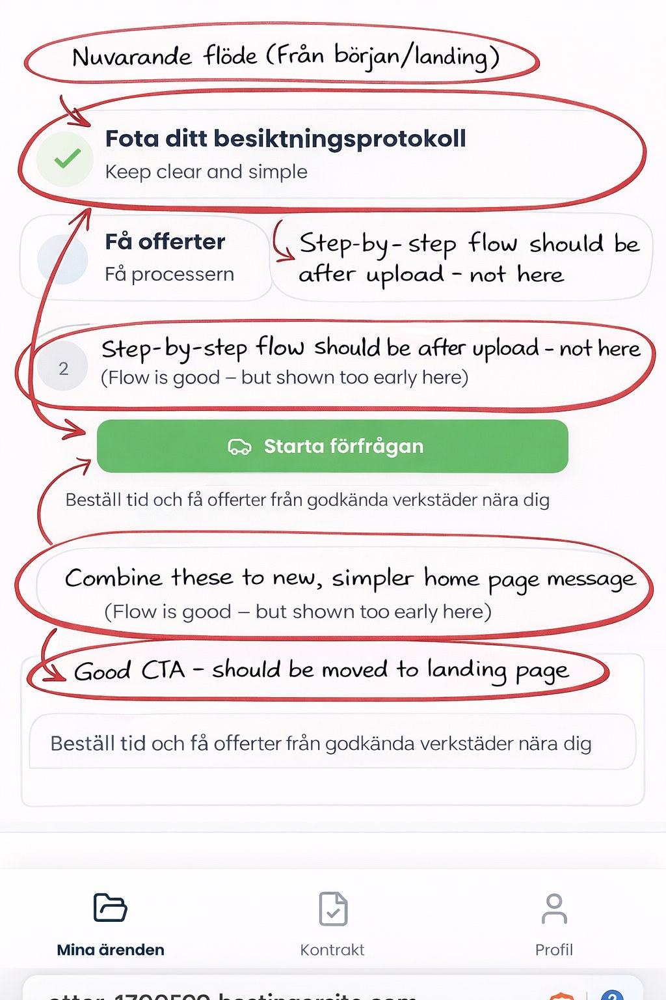 Nuvarande flöde (Från början/landing)
Fota ditt besiktningsprotokoll
Keep clear and simple
Få offerter
Få processern
Step-by-step flow should be
after upload - not here
2
Step-by-step flow should be after upload - not here
(Flow is good – but shown too early here)
Starta förfrågan
Beställ tid och få offerter från godkända verkstäder nära dig
Combine these to new, simpler home page message
(Flow is good – but shown too early here)
Good CTA - should be moved to landing page
Beställ tid och få offerter från godkända verkstäder nära dig
Mina ärenden
Kontrakt
Profil